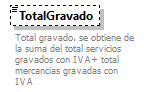 TotalGravado
Total gravado, se obtiene de
la suma del total servicios
gravados con IVA+ total
mercancias gravadas con
IVA